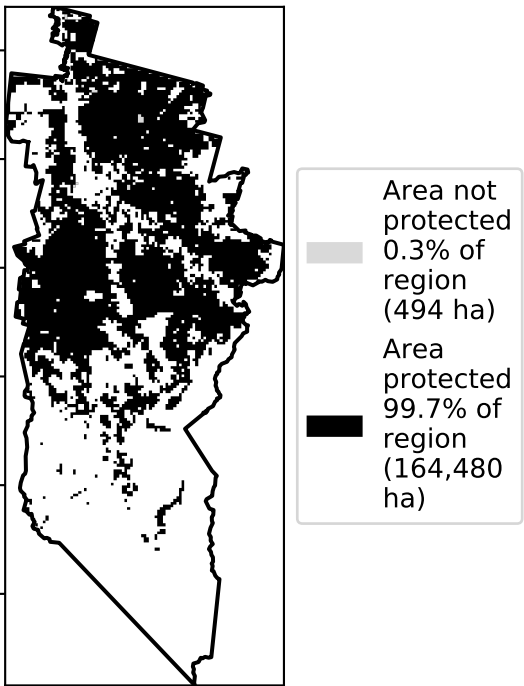 Area not
protected
0.3% of
region
(494 ha)
Area
protected
99.7% of
region
(164,480
ha)